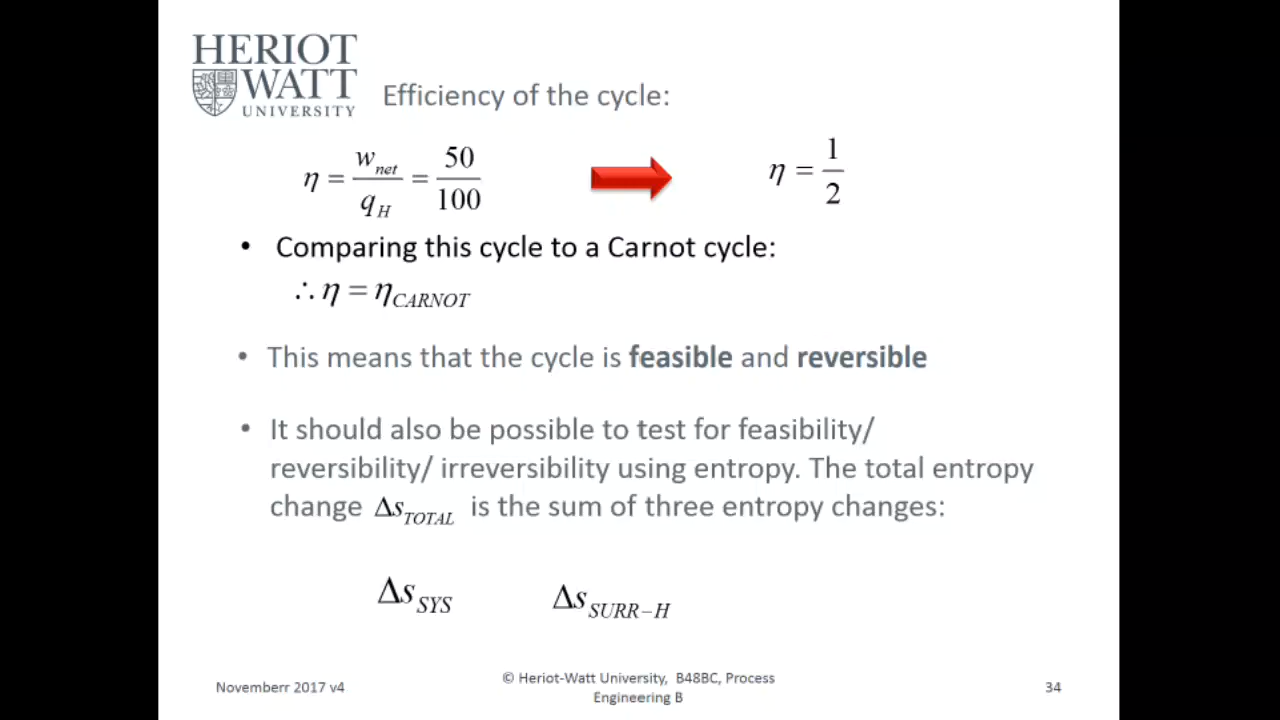 HERIOT
WATT
UNIVERSITY
Efficiency of the cycle:
η = w_net / q_H = 50 / 100
η = 1 / 2
• Comparing this cycle to a Carnot cycle:
∴ η = η_CARNOT
• This means that the cycle is feasible and reversible
• It should also be possible to test for feasibility/
reversibility/ irreversibility using entropy. The total entropy
change Δs_TOTAL is the sum of three entropy changes:
Δs_SYS Δs_SURR–H
Novemberr 2017 v4
© Heriot-Watt University, B48BC, Process
Engineering B
34